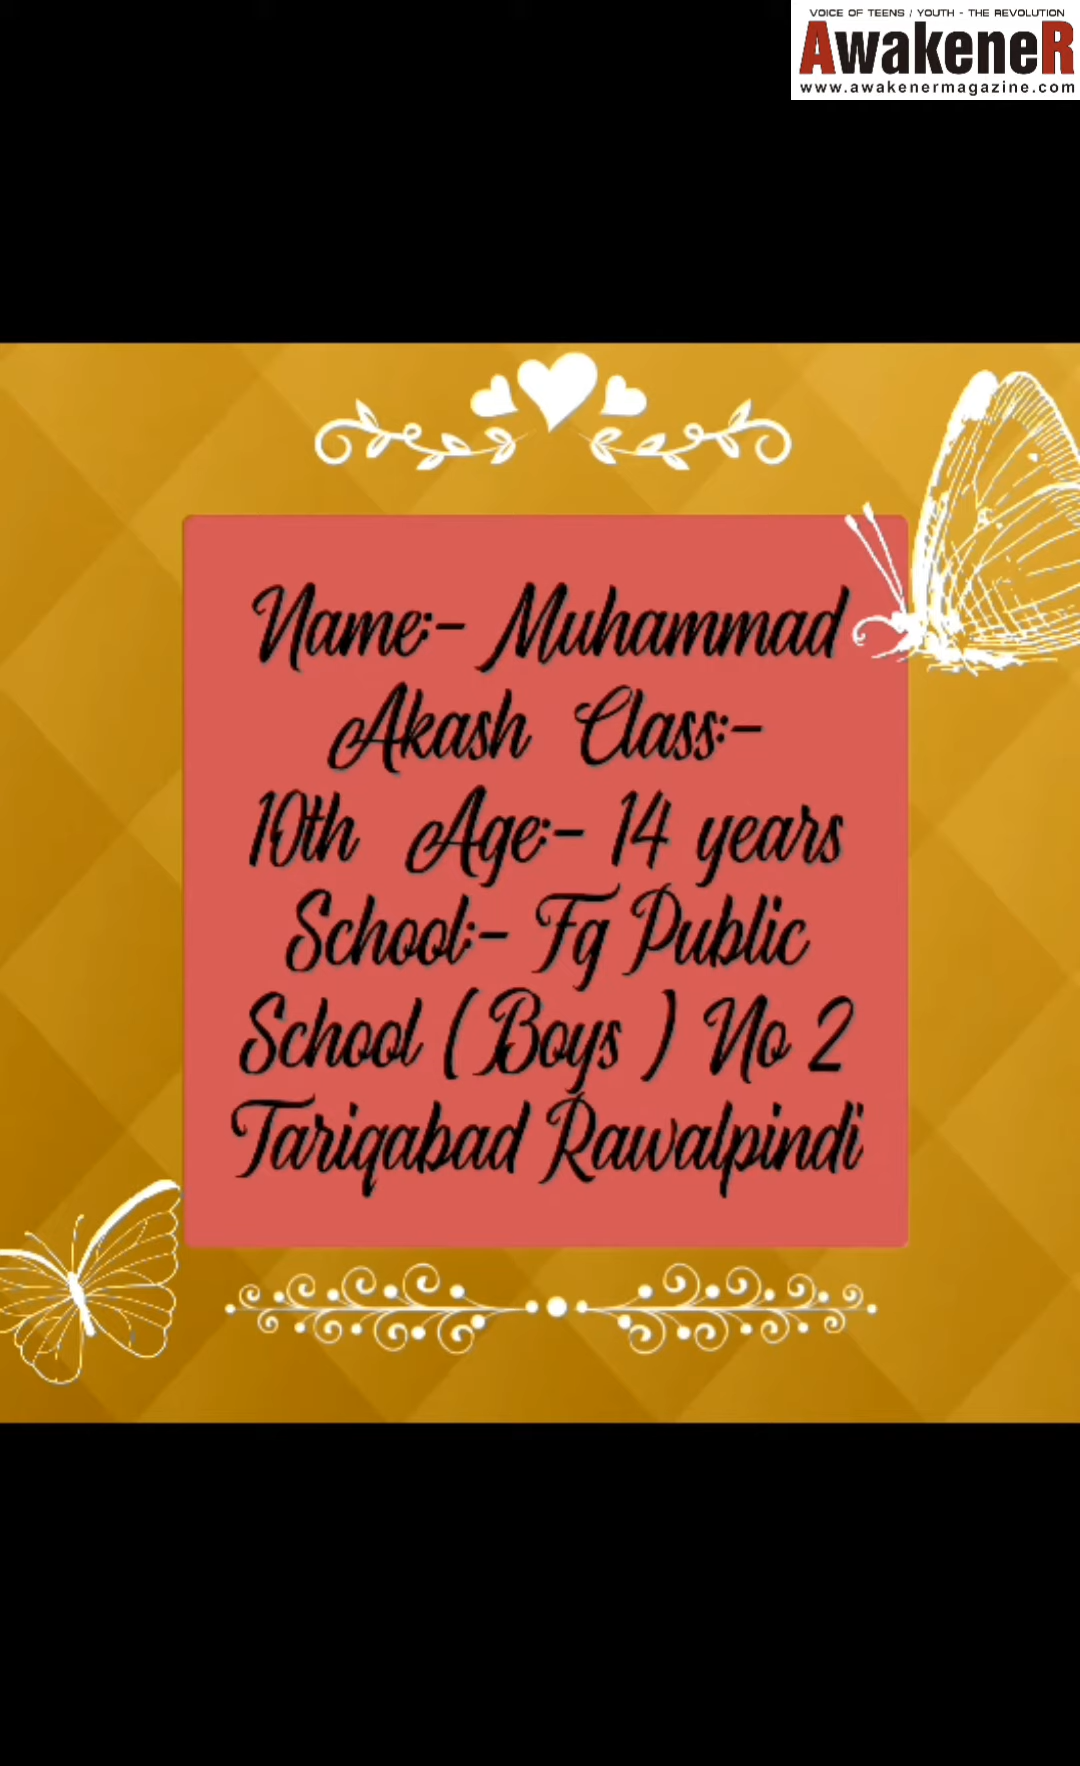 VOICE OF TEENS / YOUTH - THE REVOLUTION
AwakeneR
www.awakenermagazine.com
Name:- Muhammad
Akash Class:-
10th Age:- 14 years
School:- Fg Public
School ( Boys ) No 2
Tariqabad Rawalpindi